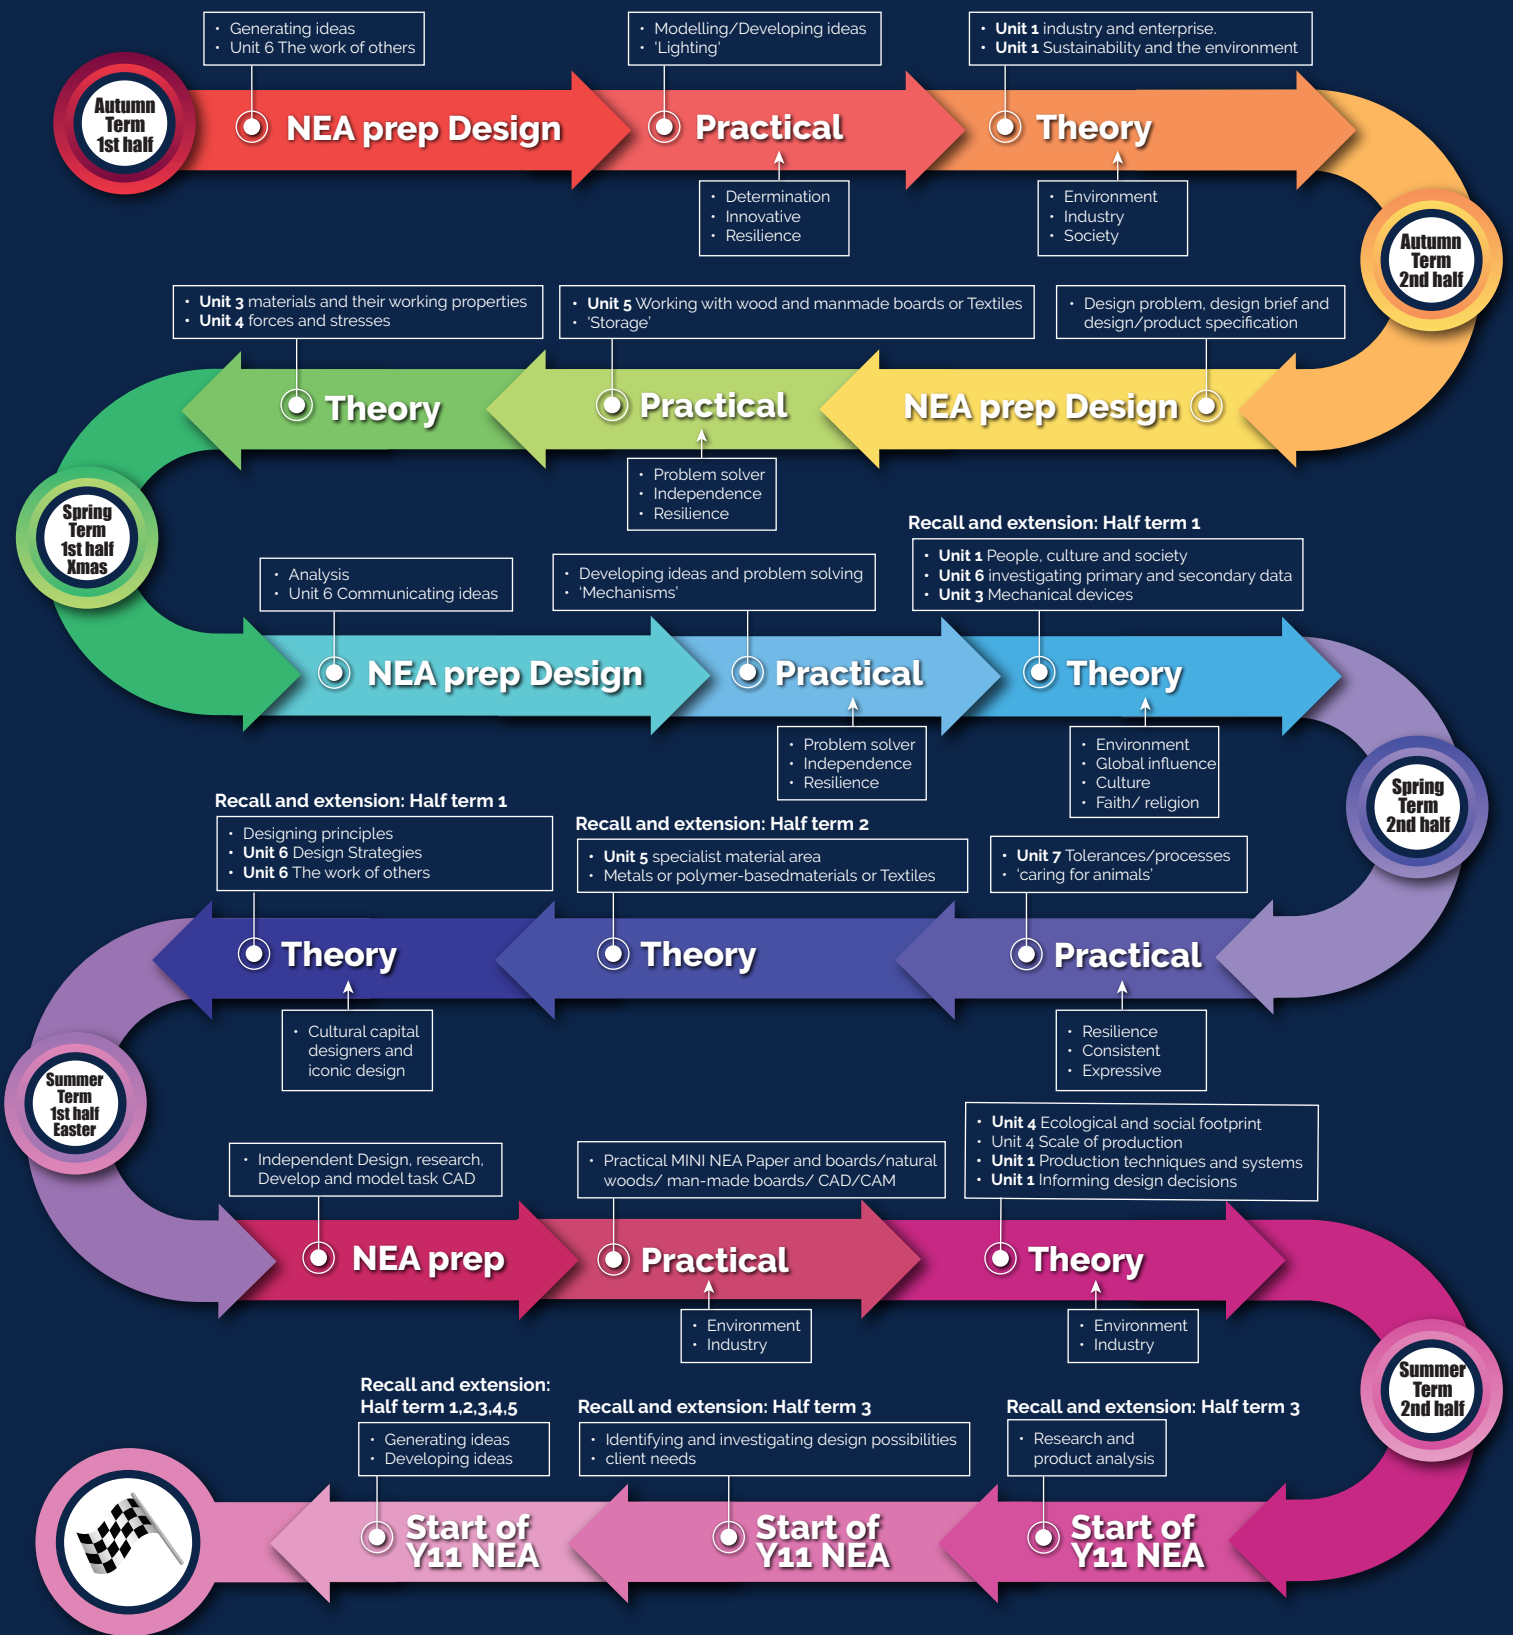 • Generating ideas
• Unit 6 The work of others
• Modelling/Developing ideas
• 'Lighting'
• Unit 1 industry and enterprise.
• Unit 1 Sustainability and the environment
Autumn
Term
1st half
NEA prep Design
Practical
Theory
• Determination
• Innovative
• Resilience
• Environment
• Industry
• Society
Autumn
Term
2nd half
• Design problem, design brief and
design/product specification
• Unit 5 Working with wood and manmade boards or Textiles
• 'Storage'
• Unit 3 materials and their working properties
• Unit 4 forces and stresses
NEA prep Design
Practical
Theory
• Problem solver
• Independence
• Resilience
Spring
Term
1st half
Xmas
• Analysis
• Unit 6 Communicating ideas
• Developing ideas and problem solving
• 'Mechanisms'
Recall and extension: Half term 1
• Unit 1 People, culture and society
• Unit 6 investigating primary and secondary data
• Unit 3 Mechanical devices
NEA prep Design
Practical
Theory
• Problem solver
• Independence
• Resilience
• Environment
• Global influence
• Culture
• Faith/ religion
Spring
Term
2nd half
• Unit 7 Tolerances/processes
• 'caring for animals'
Recall and extension: Half term 2
• Unit 5 specialist material area
• Metals or polymer-basedmaterials or Textiles
Recall and extension: Half term 1
• Designing principles
• Unit 6 Design Strategies
• Unit 6 The work of others
Practical
Theory
Theory
• Resilience
• Consistent
• Expressive
• Cultural capital
designers and
iconic design
Summer
Term
1st half
Easter
• Independent Design, research,
Develop and model task CAD
• Practical MINI NEA Paper and boards/natural
woods/ man-made boards/ CAD/CAM
• Unit 4 Ecological and social footprint
• Unit 4 Scale of production
• Unit 1 Production techniques and systems
• Unit 1 Informing design decisions
NEA prep
Practical
Theory
• Environment
• Industry
• Environment
• Industry
Summer
Term
2nd half
Recall and extension: Half term 3
• Research and
product analysis
Recall and extension: Half term 3
• Identifying and investigating design possibilities
• client needs
Recall and extension:
Half term 1,2,3,4,5
• Generating ideas
• Developing ideas
Start of
Y11 NEA
Start of
Y11 NEA
Start of
Y11 NEA